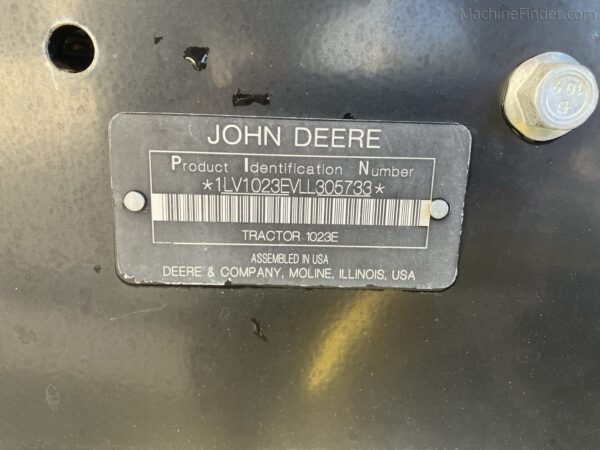 MachineFinder.com
JOHN DEERE
Product Identification Number
*1LV1023EVLL305733*
TRACTOR 1023E
ASSEMBLED IN USA
DEERE & COMPANY, MOLINE, ILLINOIS, USA